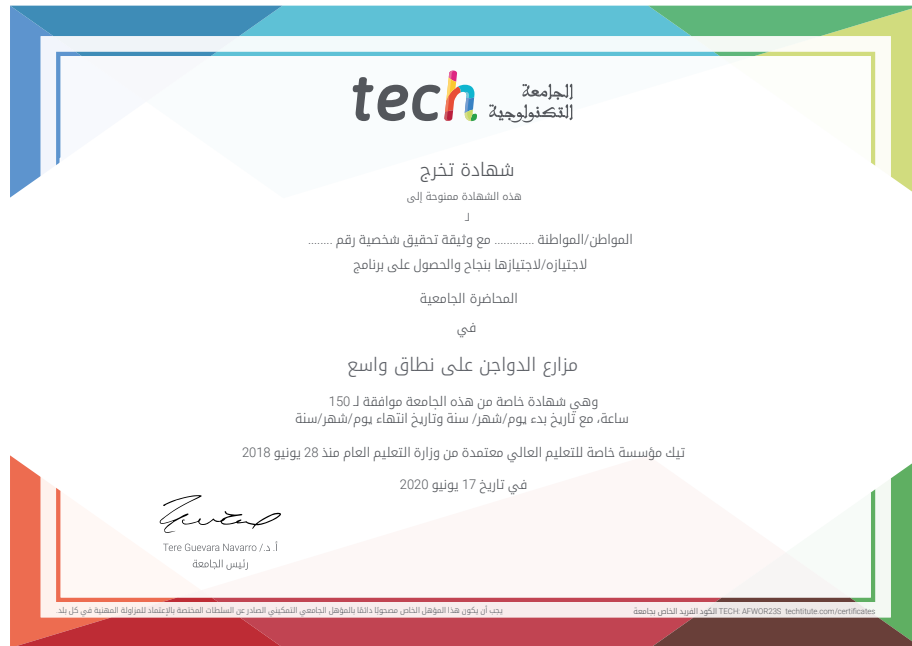 tech الجامعة
التكنولوجية
شهادة تخرج
هذه الشهادة ممنوحة إلى
لـ
المواطن/المواطنة ............ مع وثيقة تحقيق شخصية رقم ........
لاجتيازه/لاجتيازها بنجاح والحصول على برنامج
المحاضرة الجامعية
في
مزارع الدواجن على نطاق واسع
وهي شهادة خاصة من هذه الجامعة موافقة لـ 150
ساعة، مع تاريخ بدء يوم/شهر/ سنة وتاريخ انتهاء يوم/شهر/سنة
تيك مؤسسة خاصة للتعليم العالي معتمدة من وزارة التعليم العام منذ 28 يونيو 2018
في تاريخ 17 يونيو 2020
أ. د./ Tere Guevara Navarro
رئيس الجامعة
الكود الفريد الخاص بجامعة TECH: AFWOR23S techtitute.com/certificates
يجب أن يكون هذا المؤهل الخاص مصحوبًا دائمًا بالمؤهل الجامعي التمكيني الصادر عن السلطات المختصة بالإعتماد للمزاولة المهنية في كل بلد.